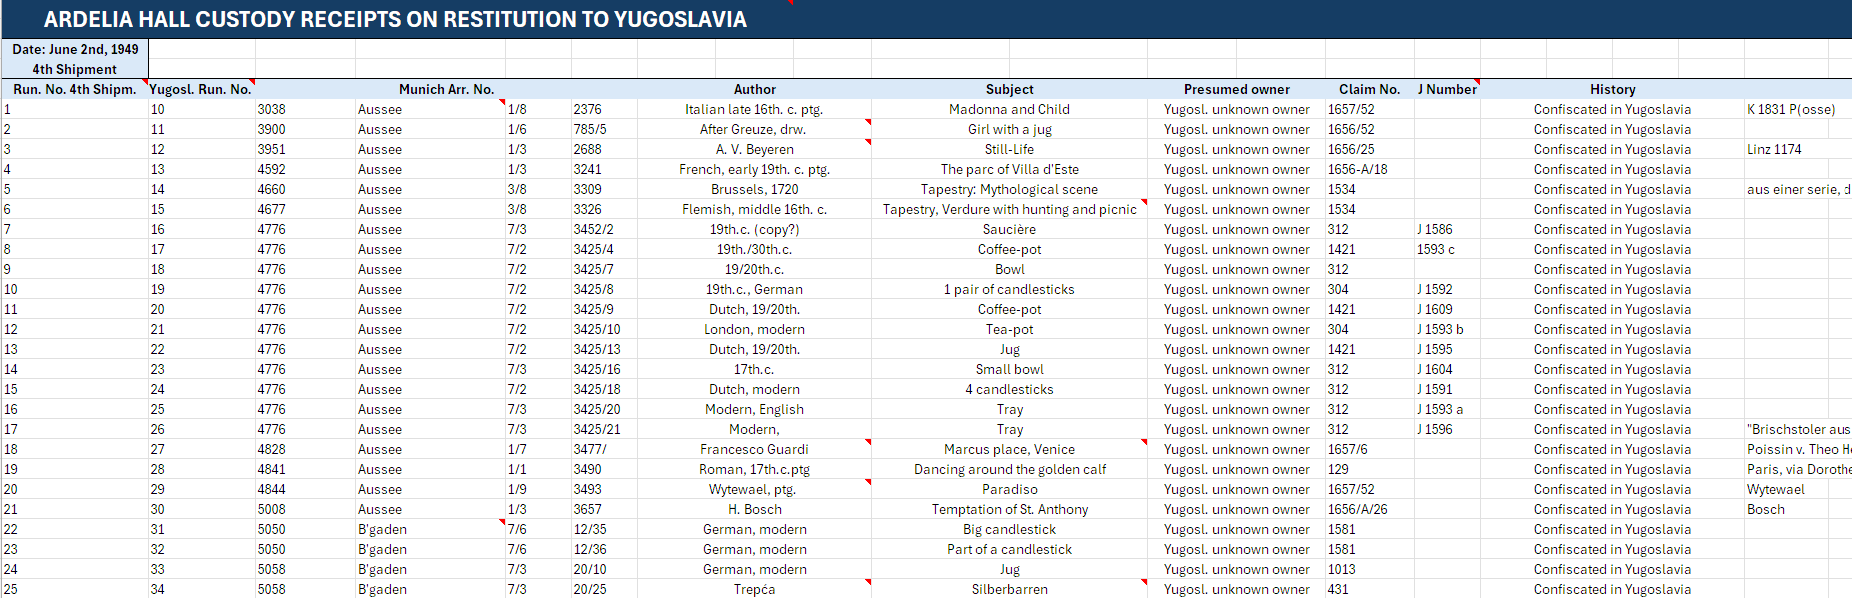 ARDELIA HALL CUSTODY RECEIPTS ON RESTITUTION TO YUGOSLAVIA
Date: June 2nd, 1949
4th Shipment
Run. No. 4th Shipm. Yugosl. Run. No. Munich Arr. No. Author Subject Presumed owner Claim No. J Number History
1 10 3038 Aussee 1/8 2376 Italian late 16th. c. ptg. Madonna and Child Yugosl. unknown owner 1657/52 Confiscated in Yugoslavia K 1831 P(osse)
2 11 3900 Aussee 1/6 785/5 After Greuze, drw. Girl with a jug Yugosl. unknown owner 1656/52 Confiscated in Yugoslavia
3 12 3951 Aussee 1/3 2688 A. V. Beyeren Still-Life Yugosl. unknown owner 1656/25 Confiscated in Yugoslavia Linz 1174
4 13 4592 Aussee 1/3 3241 French, early 19th. c. ptg. The parc of Villa d'Este Yugosl. unknown owner 1656-A/18 Confiscated in Yugoslavia
5 14 4660 Aussee 3/8 3309 Brussels, 1720 Tapestry: Mythological scene Yugosl. unknown owner 1534 Confiscated in Yugoslavia aus einer serie, d
6 15 4677 Aussee 3/8 3326 Flemish, middle 16th. c. Tapestry, Verdure with hunting and picnic Yugosl. unknown owner 1534 Confiscated in Yugoslavia
7 16 4776 Aussee 7/3 3452/2 19th.c. (copy?) Saucière Yugosl. unknown owner 312 J 1586 Confiscated in Yugoslavia
8 17 4776 Aussee 7/2 3425/4 19th./30th.c. Coffee-pot Yugosl. unknown owner 1421 1593 c Confiscated in Yugoslavia
9 18 4776 Aussee 7/2 3425/7 19/20th.c. Bowl Yugosl. unknown owner 312 Confiscated in Yugoslavia
10 19 4776 Aussee 7/2 3425/8 19th.c., German 1 pair of candlesticks Yugosl. unknown owner 304 J 1592 Confiscated in Yugoslavia
11 20 4776 Aussee 7/2 3425/9 Dutch, 19/20th. Coffee-pot Yugosl. unknown owner 1421 J 1609 Confiscated in Yugoslavia
12 21 4776 Aussee 7/2 3425/10 London, modern Tea-pot Yugosl. unknown owner 304 J 1593 b Confiscated in Yugoslavia
13 22 4776 Aussee 7/2 3425/13 Dutch, 19/20th. Jug Yugosl. unknown owner 1421 J 1595 Confiscated in Yugoslavia
14 23 4776 Aussee 7/3 3425/16 17th.c. Small bowl Yugosl. unknown owner 312 J 1604 Confiscated in Yugoslavia
15 24 4776 Aussee 7/2 3425/18 Dutch, modern 4 candlesticks Yugosl. unknown owner 312 J 1591 Confiscated in Yugoslavia
16 25 4776 Aussee 7/3 3425/20 Modern, English Tray Yugosl. unknown owner 312 J 1593 a Confiscated in Yugoslavia
17 26 4776 Aussee 7/3 3425/21 Modern, Tray Yugosl. unknown owner 312 J 1596 Confiscated in Yugoslavia "Brischstoler aus
18 27 4828 Aussee 1/7 3477/ Francesco Guardi Marcus place, Venice Yugosl. unknown owner 1657/6 Confiscated in Yugoslavia Poissin v. Theo He
19 28 4841 Aussee 1/1 3490 Roman, 17th.c.ptg Dancing around the golden calf Yugosl. unknown owner 129 Confiscated in Yugoslavia Paris, via Dorothe
20 29 4844 Aussee 1/9 3493 Wytewael, ptg. Paradiso Yugosl. unknown owner 1657/52 Confiscated in Yugoslavia Wytewael
21 30 5008 Aussee 1/3 3657 H. Bosch Temptation of St. Anthony Yugosl. unknown owner 1656/A/26 Confiscated in Yugoslavia Bosch
22 31 5050 B'gaden 7/6 12/35 German, modern Big candlestick Yugosl. unknown owner 1581 Confiscated in Yugoslavia
23 32 5050 B'gaden 7/6 12/36 German, modern Part of a candlestick Yugosl. unknown owner 1581 Confiscated in Yugoslavia
24 33 5058 B'gaden 7/3 20/10 German, modern Jug Yugosl. unknown owner 1013 Confiscated in Yugoslavia
25 34 5058 B'gaden 7/3 20/25 Trepća Silberbarren Yugosl. unknown owner 431 Confiscated in Yugoslavia